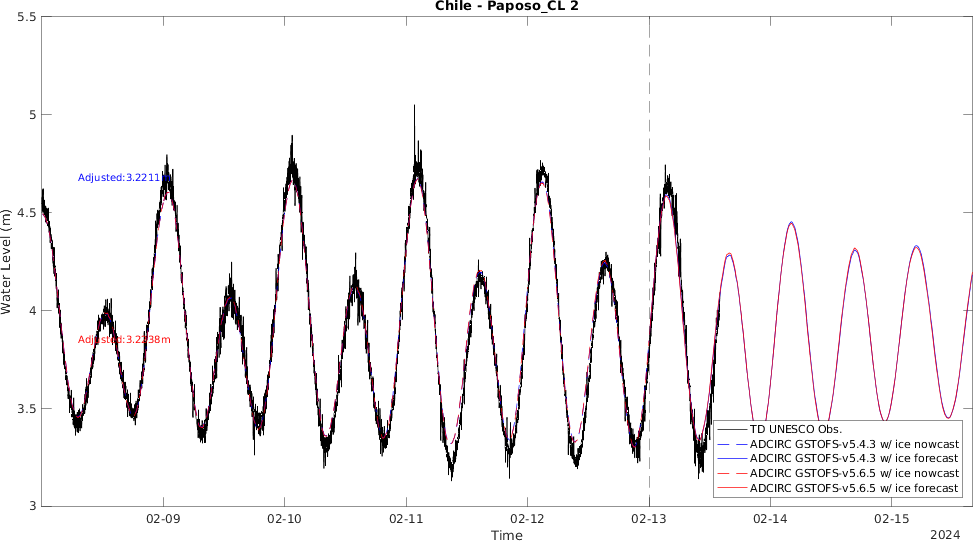 Chile - Paposo_CL 2
5.5
5
4.5
4
3.5
3
Water Level (m)
Adjusted:3.2211
Adjusted:3.2238m
TD UNESCO Obs.
ADCIRC GSTOFS-v5.4.3 w/ ice nowcast
ADCIRC GSTOFS-v5.4.3 w/ ice forecast
ADCIRC GSTOFS-v5.6.5 w/ ice nowcast
ADCIRC GSTOFS-v5.6.5 w/ ice forecast
02-09 02-10 02-11 02-12 02-13 02-14 02-15
Time
2024